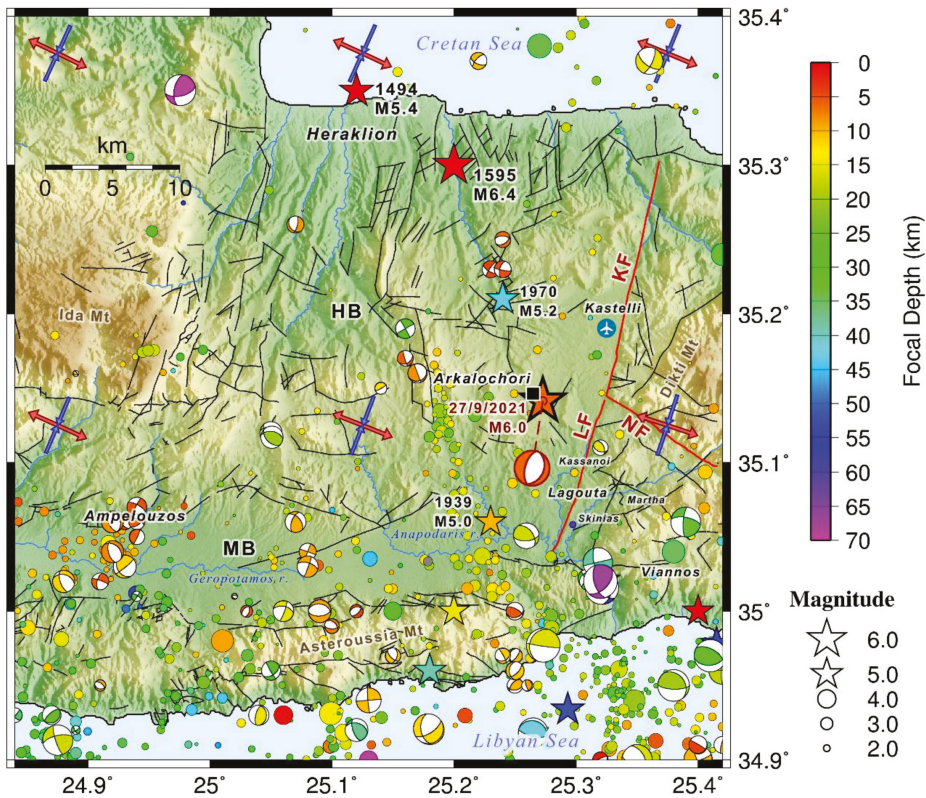 Cretan Sea
35.4°
1494
M5.4
Heraklion
km
0 5 10
1595
M6.4
35.3°
KF
1970
M5.2
Kastelli
HB
Ida Mt
35.2°
Dikti Mt
Arkalochori
27/9/2021
M6.0
LF
NF
Kassanoi
35.1°
Lagouta
Martha
1939
M5.0
Skinias
Ampelouzos
Anapodaris r.
MB
Geropotamos r.
Viannos
35°
Asteroussia Mt
Libyan Sea
34.9°
24.9°
25°
25.1°
25.2°
25.3°
25.4°
0
5
10
15
20
25
30
35
40
45
50
55
60
65
70
Focal Depth (km)
Magnitude
6.0
5.0
4.0
3.0
2.0